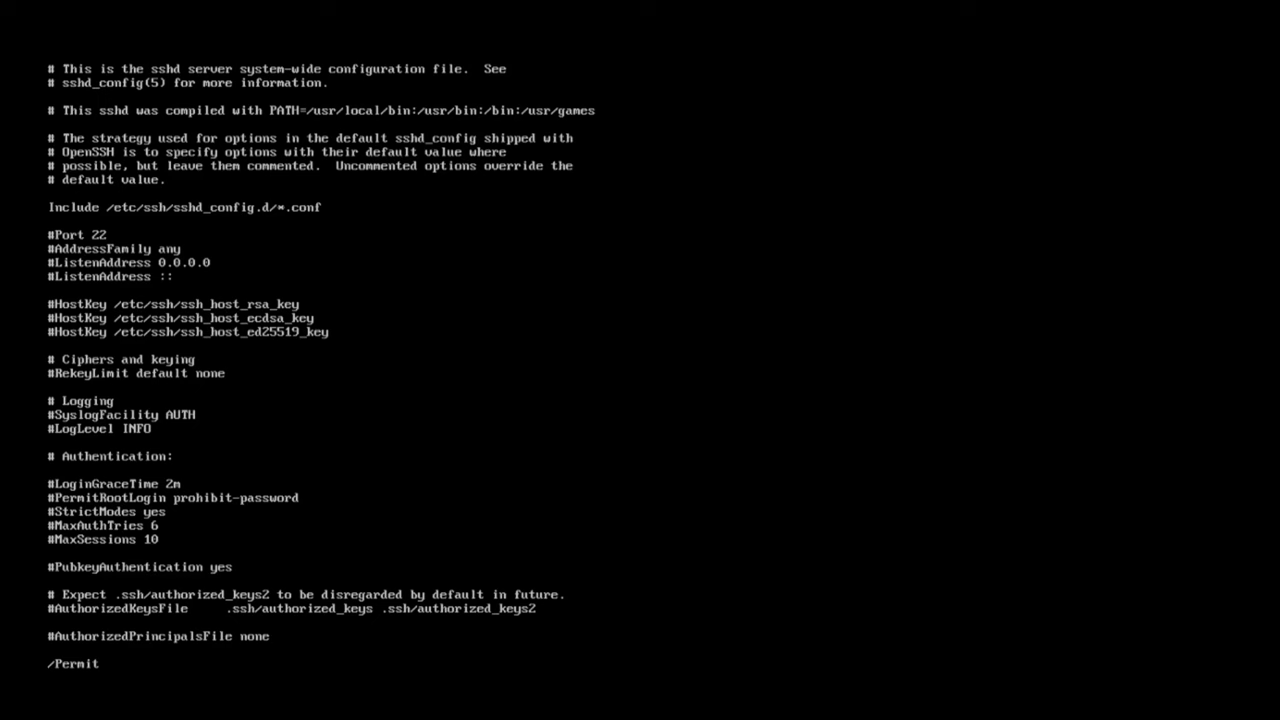 # This is the sshd server system-wide configuration file.  See
# sshd_config(5) for more information.
# This sshd was compiled with PATH=/usr/local/bin:/usr/bin:/bin:/usr/games
# The strategy used for options in the default sshd_config shipped with
# OpenSSH is to specify options with their default value where
# possible, but leave them commented.  Uncommented options override the
# default value.
Include /etc/ssh/sshd_config.d/*.conf
#Port 22
#AddressFamily any
#ListenAddress 0.0.0.0
#ListenAddress ::
#HostKey /etc/ssh/ssh_host_rsa_key
#HostKey /etc/ssh/ssh_host_ecdsa_key
#HostKey /etc/ssh/ssh_host_ed25519_key
# Ciphers and keying
#RekeyLimit default none
# Logging
#SyslogFacility AUTH
#LogLevel INFO
# Authentication:
#LoginGraceTime 2m
#PermitRootLogin prohibit-password
#StrictModes yes
#MaxAuthTries 6
#MaxSessions 10
#PubkeyAuthentication yes
# Expect .ssh/authorized_keys2 to be disregarded by default in future.
#AuthorizedKeysFile     .ssh/authorized_keys .ssh/authorized_keys2
#AuthorizedPrincipalsFile none
/Permit